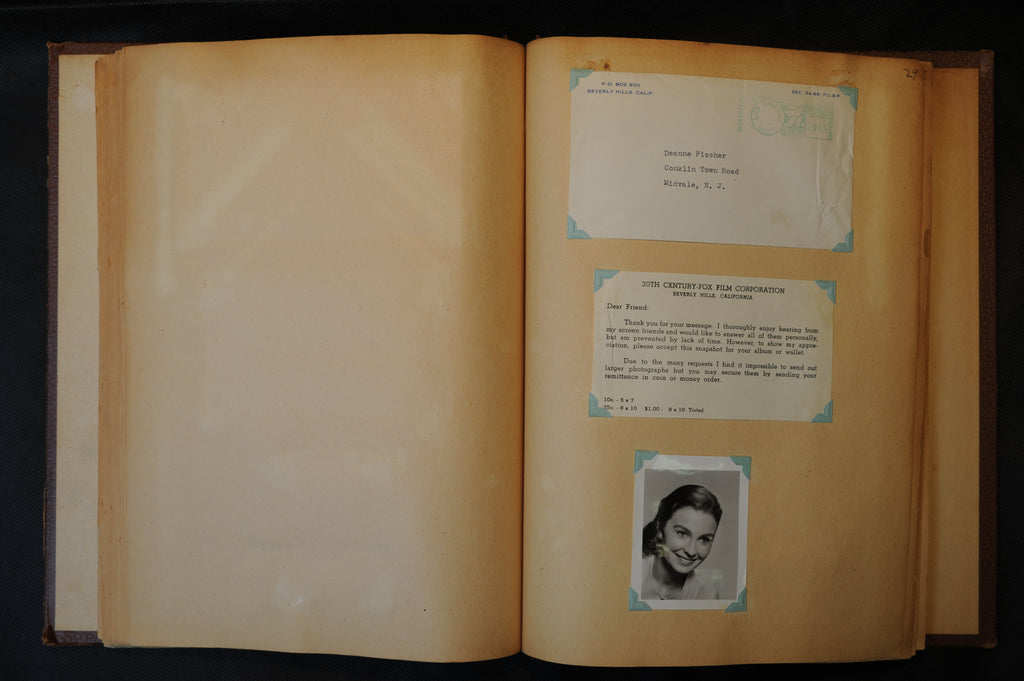 29
P. O. BOX 900
BEVERLY HILLS, CALIF.
SEC. 34.66, P. L. & R.
Deanne Fischer
Conklin Town Road
Midvale, N. J.
20TH CENTURY-FOX FILM CORPORATION
BEVERLY HILLS, CALIFORNIA
Dear Friend:
Thank you for your message. I thoroughly enjoy hearing from
my screen friends and would like to answer all of them personally,
but am prevented by lack of time. However, to show my appre-
ciation, please accept this snapshot for your album or wallet.
Due to the many requests I find it impossible to send out
larger photographs but you may secure them by sending your
remittance in coin or money order.
10c. - 5 x 7
25c. - 8 x 10 $1.00 - 8 x 10 Tinted